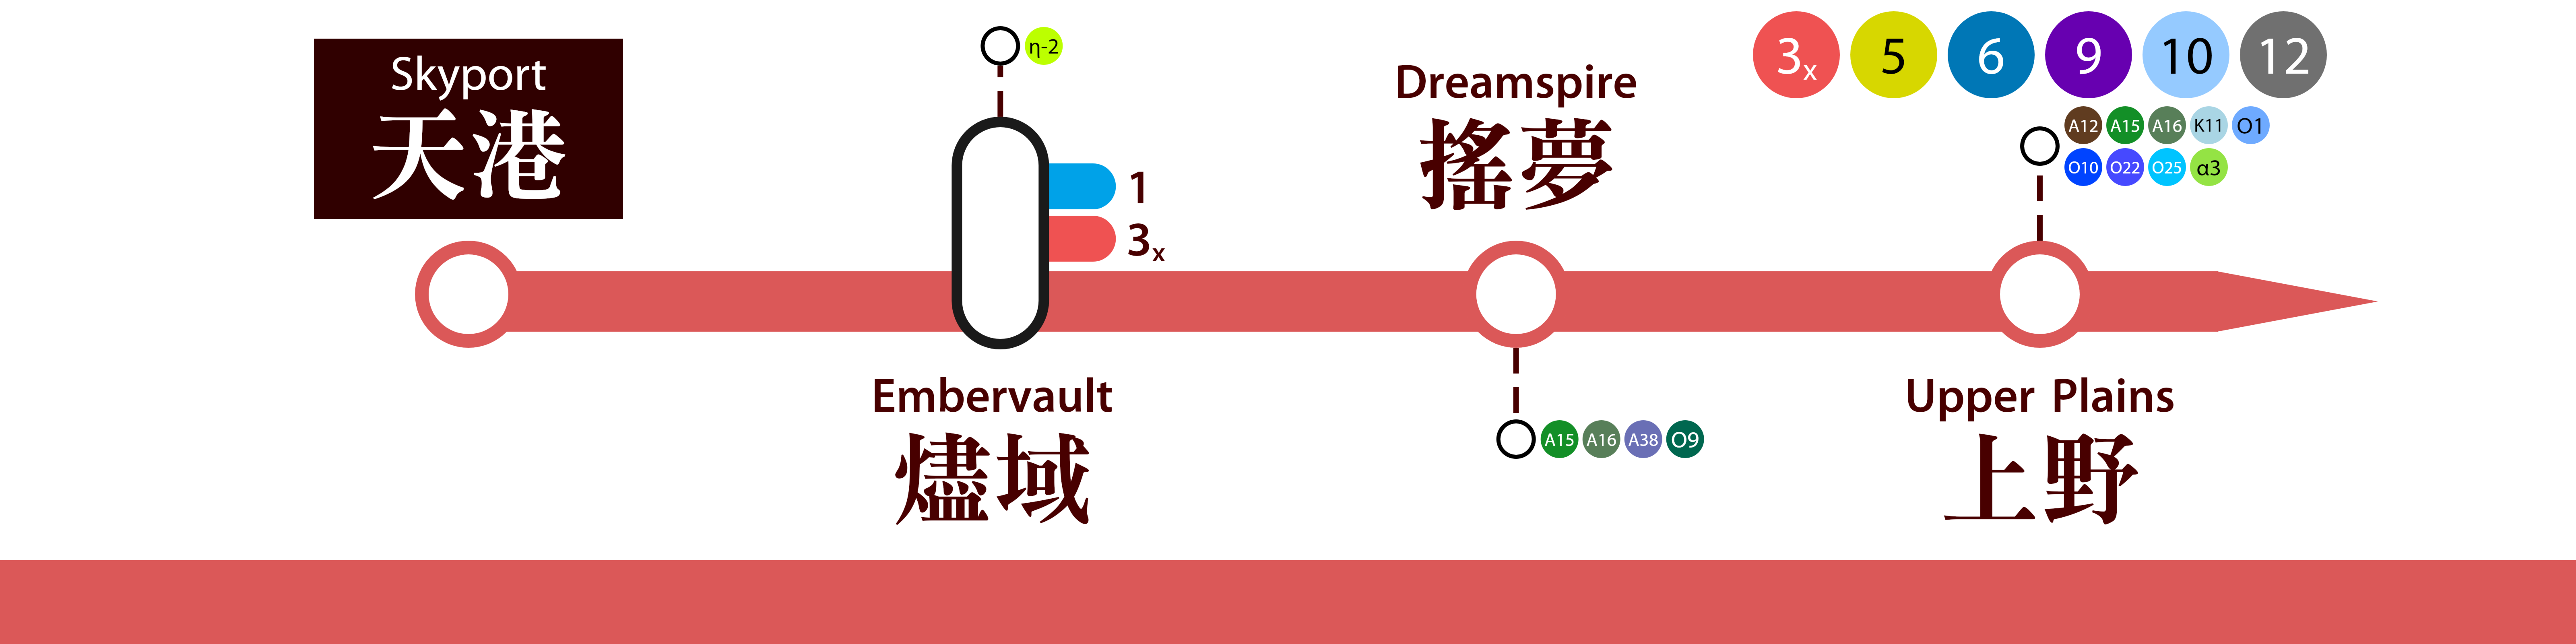 Skyport
天港
η-2
1
3x
Embervault
燼域
Dreamspire
搖夢
A15 A16 A38 O9
3x 5 6 9 10 12
A12 A15 A16 K11 O1
O10 O22 O25 α3
Upper Plains
上野